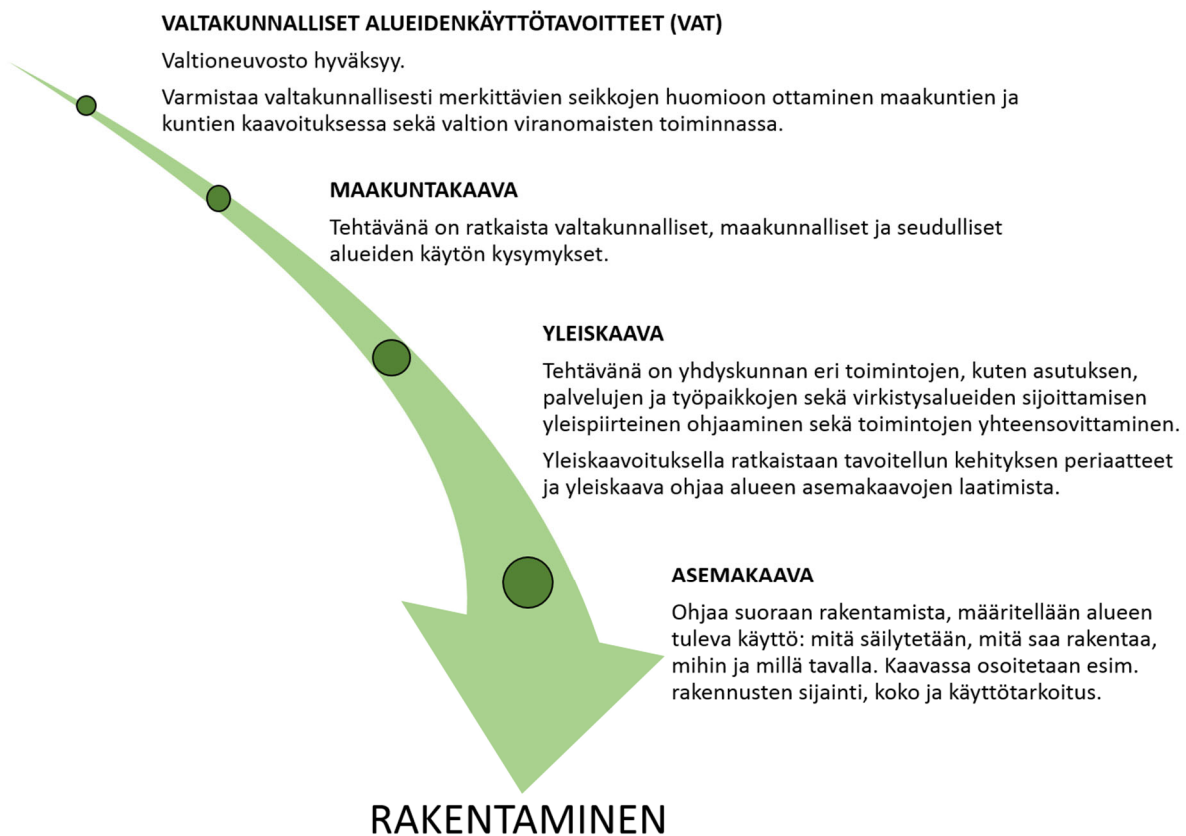 VALTAKUNNALLISET ALUEIDENKÄYTTÖTAVOITTEET (VAT)
Valtioneuvosto hyväksyy.
Varmistaa valtakunnallisesti merkittävien seikkojen huomioon ottaminen maakuntien ja
kuntien kaavoituksessa sekä valtion viranomaisten toiminnassa.
MAAKUNTAKAAVA
Tehtävänä on ratkaista valtakunnalliset, maakunnalliset ja seudulliset
alueiden käytön kysymykset.
YLEISKAAVA
Tehtävänä on yhdyskunnan eri toimintojen, kuten asutuksen,
palvelujen ja työpaikkojen sekä virkistysalueiden sijoittamisen
yleispiirteinen ohjaaminen sekä toimintojen yhteensovittaminen.
Yleiskaavoituksella ratkaistaan tavoitellun kehityksen periaatteet
ja yleiskaava ohjaa alueen asemakaavojen laatimista.
ASEMAKAAVA
Ohjaa suoraan rakentamista, määritellään alueen
tuleva käyttö: mitä säilytetään, mitä saa rakentaa,
mihin ja millä tavalla. Kaavassa osoitetaan esim.
rakennusten sijainti, koko ja käyttötarkoitus.
RAKENTAMINEN